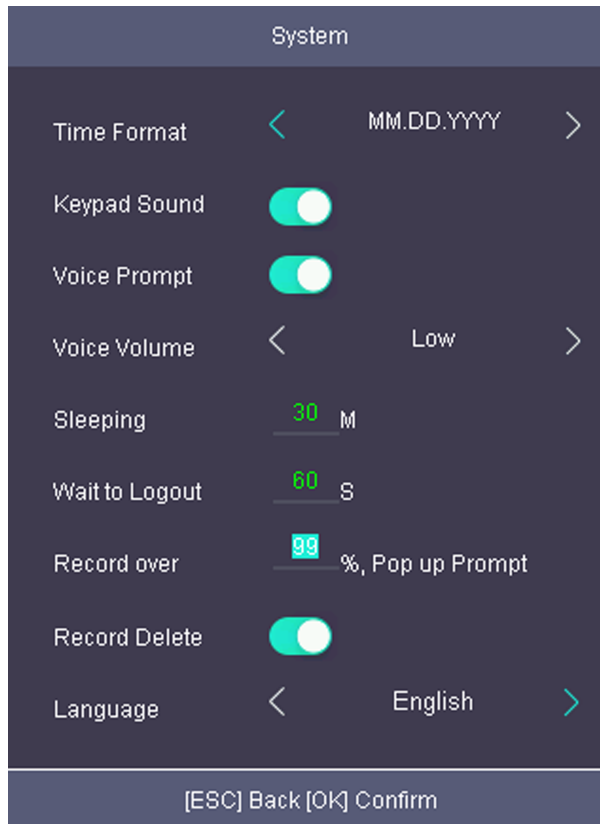 System
Time Format MM.DD.YYYY
Keypad Sound
Voice Prompt
Voice Volume Low
Sleeping 30 M
Wait to Logout 60 S
Record over 99 %, Pop up Prompt
Record Delete
Language English
[ESC] Back [OK] Confirm